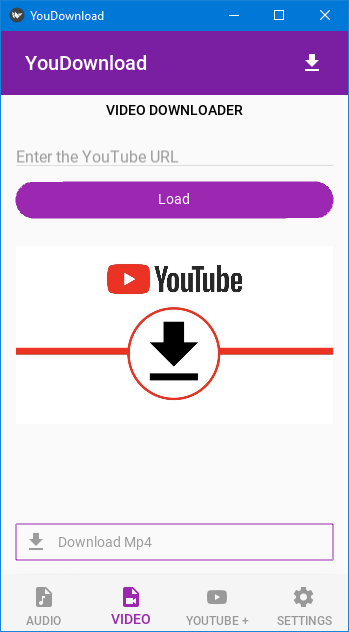 YouDownload
YouDownload
VIDEO DOWNLOADER
Enter the YouTube URL
Load
YouTube
Download Mp4
AUDIO VIDEO YOUTUBE + SETTINGS